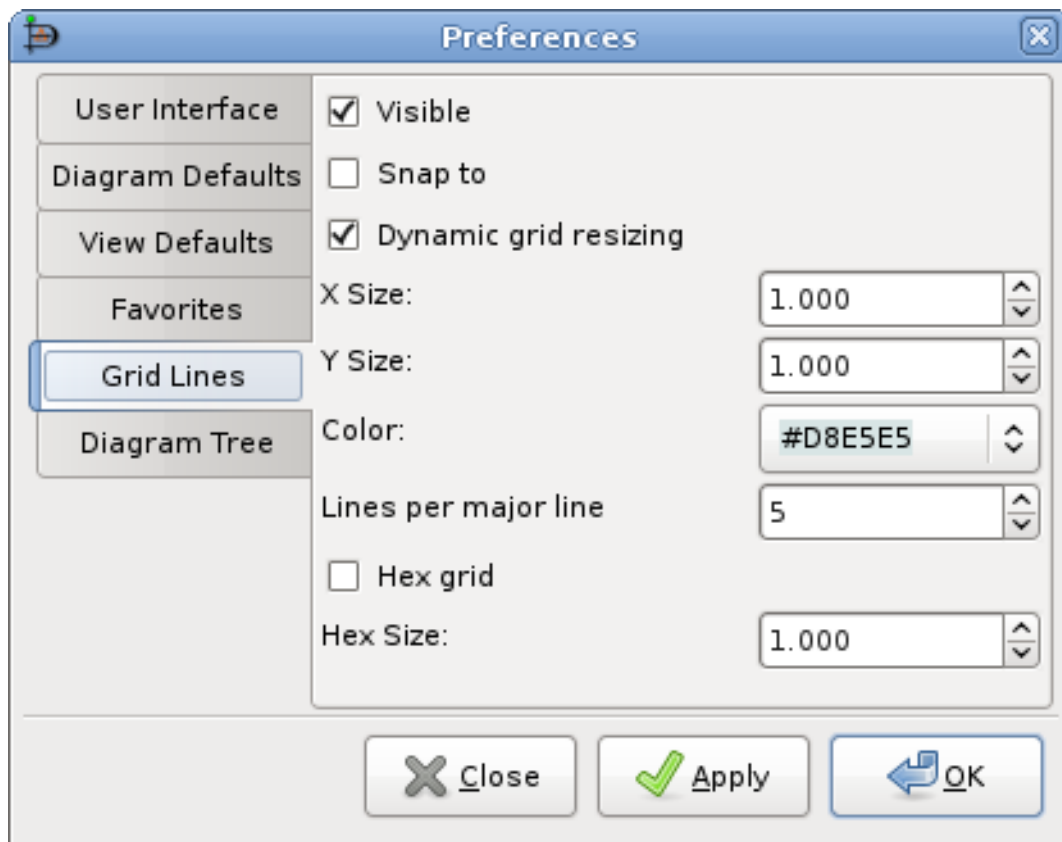 Preferences
User Interface
Diagram Defaults
View Defaults
Favorites
Grid Lines
Diagram Tree
Visible
Snap to
Dynamic grid resizing
X Size: 1.000
Y Size: 1.000
Color: #D8E5E5
Lines per major line 5
Hex grid
Hex Size: 1.000
Close Apply OK